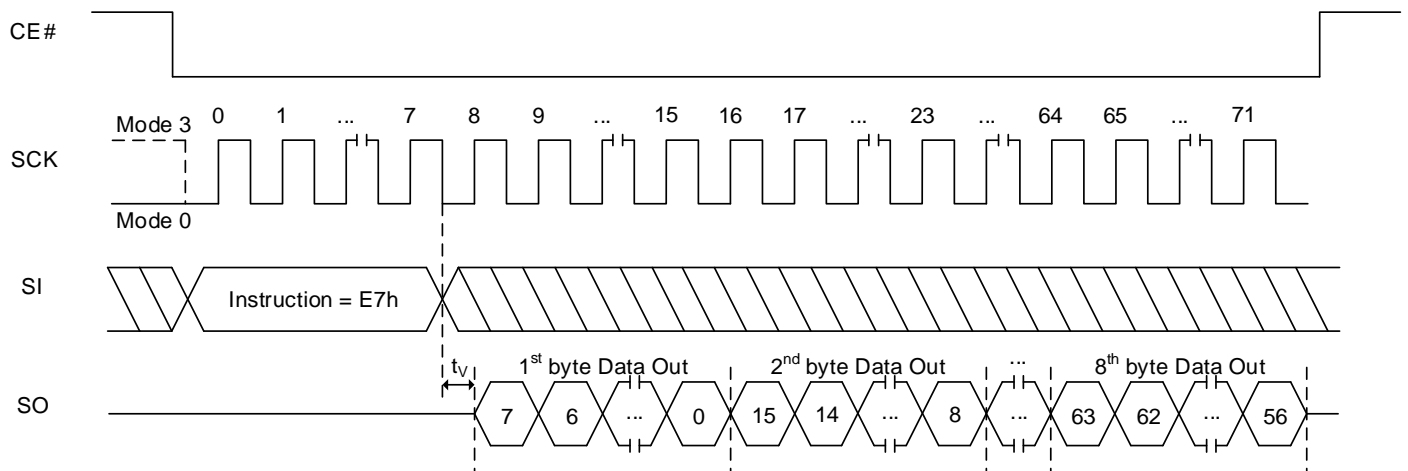 CE#
0 1 ... 7 8 9 ... 15 16 17 ... 23 ... 64 65 ... 71
Mode 3
SCK
Mode 0
SI
Instruction = E7h
tV 1st byte Data Out 2nd byte Data Out ... 8th byte Data Out
SO
7 6 ... 0 15 14 ... 8 ... 63 62 ... 56